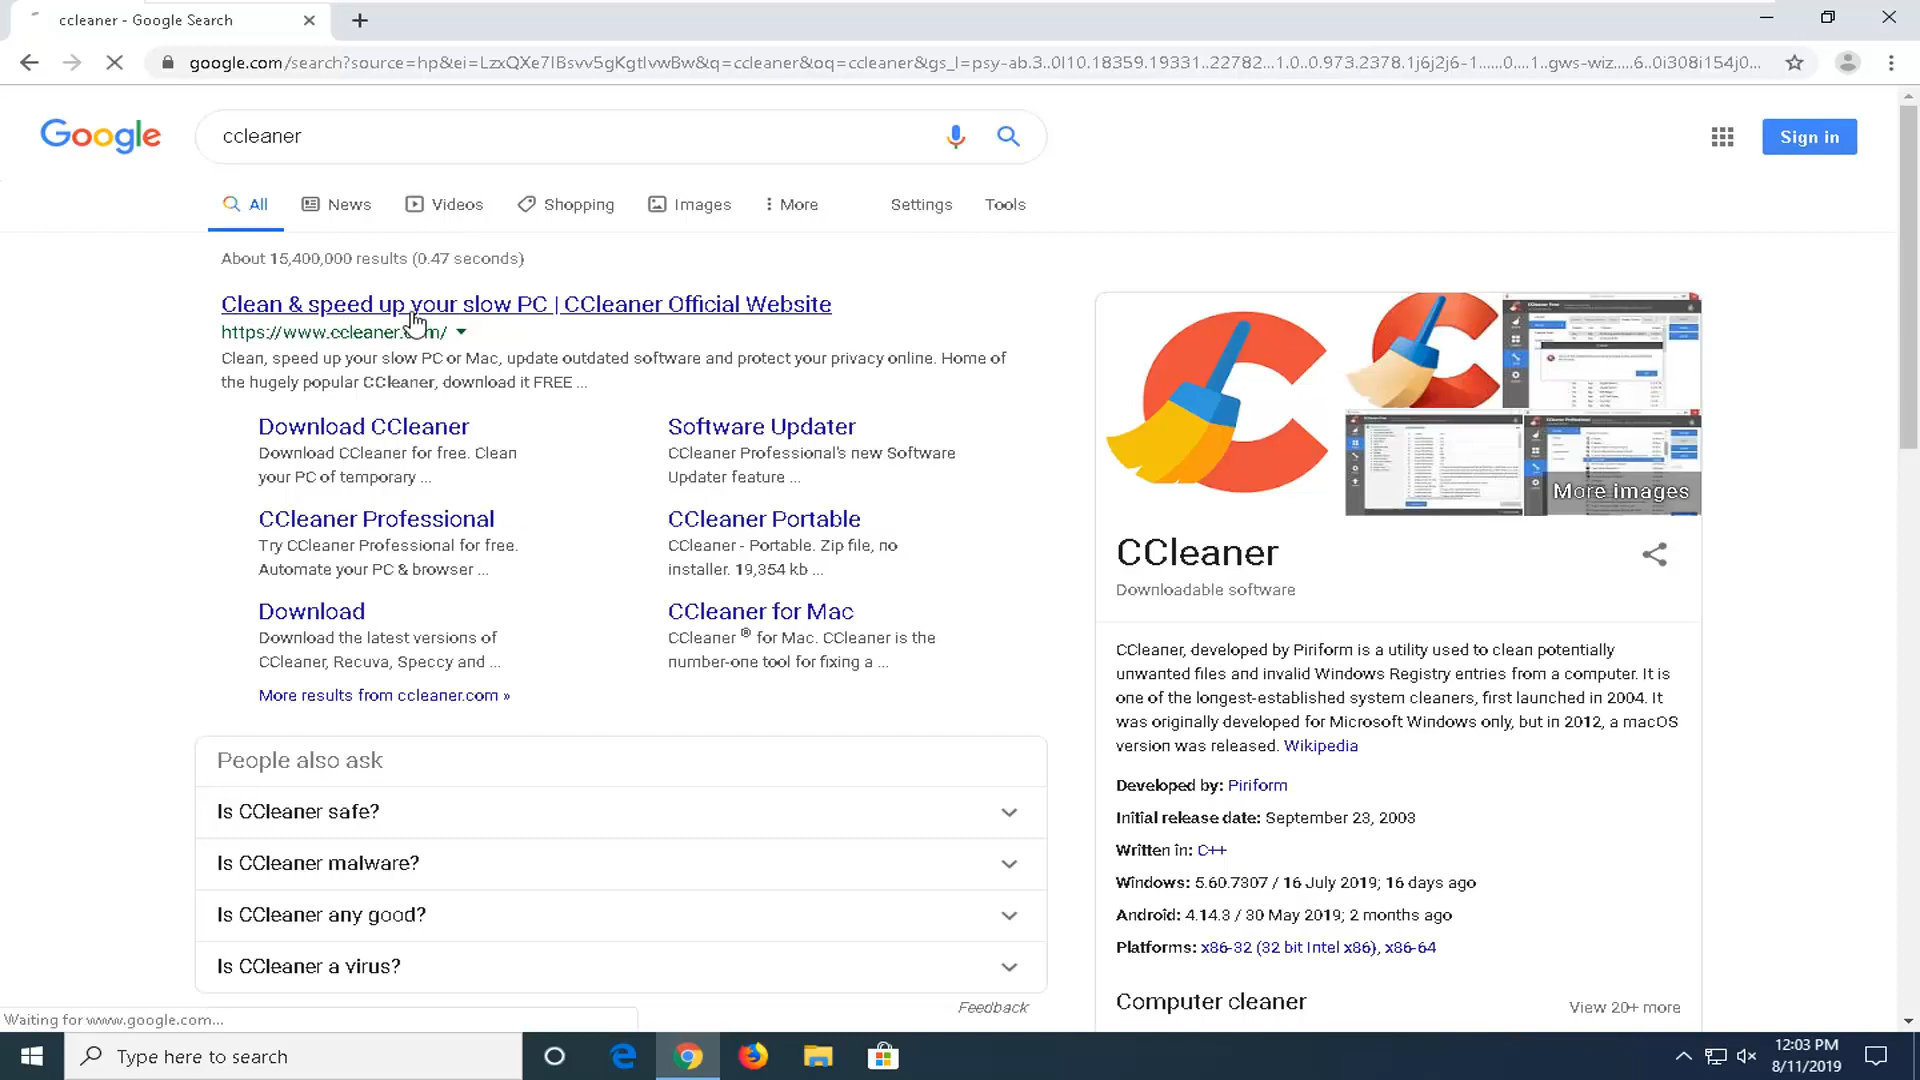 ccleaner - Google Search
google.com/search?source=hp&ei=LzxQXe7IBsvv5gKgtIvwBw&q=ccleaner&oq=ccleaner&gs_l=psy-ab.3..0l10.18359.19331..22782...1.0..0.973.2378.1j6j2j6-1......0....1..gws-wiz.....6..0i308i154j0...
Google
ccleaner
Sign in
All
News
Videos
Shopping
Images
More
Settings
Tools
About 15,400,000 results (0.47 seconds)
Clean & speed up your slow PC | CCleaner Official Website
https://www.ccleaner.com/
Clean, speed up your slow PC or Mac, update outdated software and protect your privacy online. Home of
the hugely popular CCleaner, download it FREE ...
Download CCleaner
Download CCleaner for free. Clean
your PC of temporary ...
Software Updater
CCleaner Professional's new Software
Updater feature ...
CCleaner Professional
Try CCleaner Professional for free.
Automate your PC & browser ...
CCleaner Portable
CCleaner - Portable. Zip file, no
installer. 19,354 kb ...
Download
Download the latest versions of
CCleaner, Recuva, Speccy and ...
CCleaner for Mac
CCleaner ® for Mac. CCleaner is the
number-one tool for fixing a ...
More results from ccleaner.com »
People also ask
Is CCleaner safe?
Is CCleaner malware?
Is CCleaner any good?
Is CCleaner a virus?
Feedback
More images
CCleaner
Downloadable software
CCleaner, developed by Piriform is a utility used to clean potentially
unwanted files and invalid Windows Registry entries from a computer. It is
one of the longest-established system cleaners, first launched in 2004. It
was originally developed for Microsoft Windows only, but in 2012, a macOS
version was released. Wikipedia
Developed by: Piriform
Initial release date: September 23, 2003
Written in: C++
Windows: 5.60.7307 / 16 July 2019; 16 days ago
Android: 4.14.3 / 30 May 2019; 2 months ago
Platforms: x86-32 (32 bit Intel x86), x86-64
Computer cleaner
View 20+ more
Waiting for www.google.com...
Type here to search
12:03 PM
8/11/2019